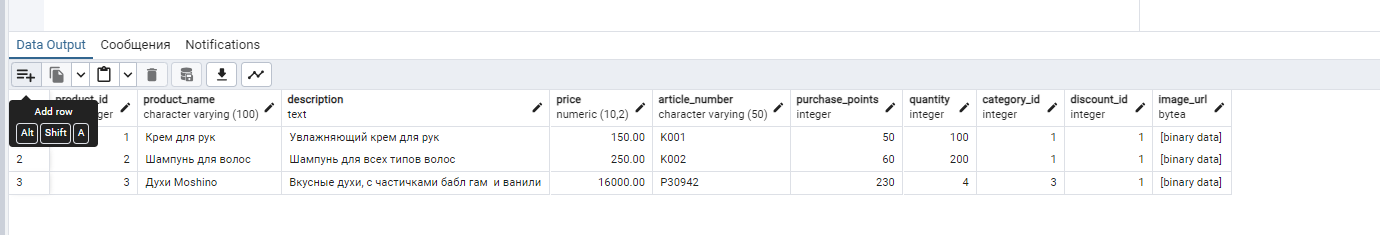 Data Output Сообщения Notifications
Add row
Alt Shift A
product_name description price article_number purchase_points quantity category_id discount_id image_url
character varying (100) text numeric (10,2) character varying (50) integer integer integer integer bytea
1 Крем для рук Увлажняющий крем для рук 150.00 K001 50 100 1 1 [binary data]
2 2 Шампунь для волос Шампунь для всех типов волос 250.00 K002 60 200 1 1 [binary data]
3 3 Духи Moshino Вкусные духи, с частичками бабл гам и ванили 16000.00 P30942 230 4 3 1 [binary data]